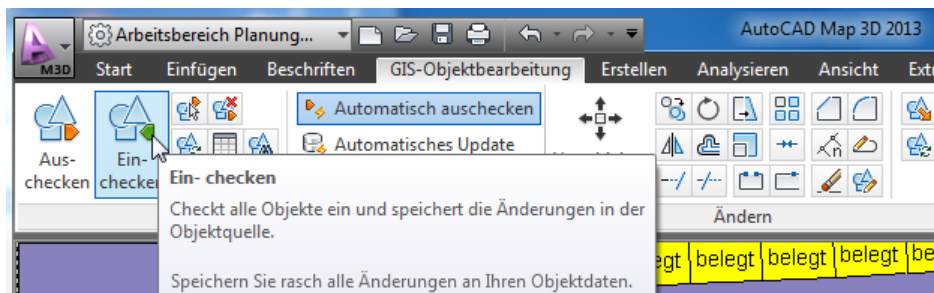 Arbeitsbereich Planung...
AutoCAD Map 3D 2013
M3D
Start Einfügen Beschriften GIS-Objektbearbeitung Erstellen Analysieren Ansicht
Automatisch auschecken
Automatisches Update
Aus-
checken
Ein-
checken
Ändern
Ein- checken
Checkt alle Objekte ein und speichert die Änderungen in der
Objektquelle.
Speichern Sie rasch alle Änderungen an Ihren Objektdaten.
belegt belegt belegt